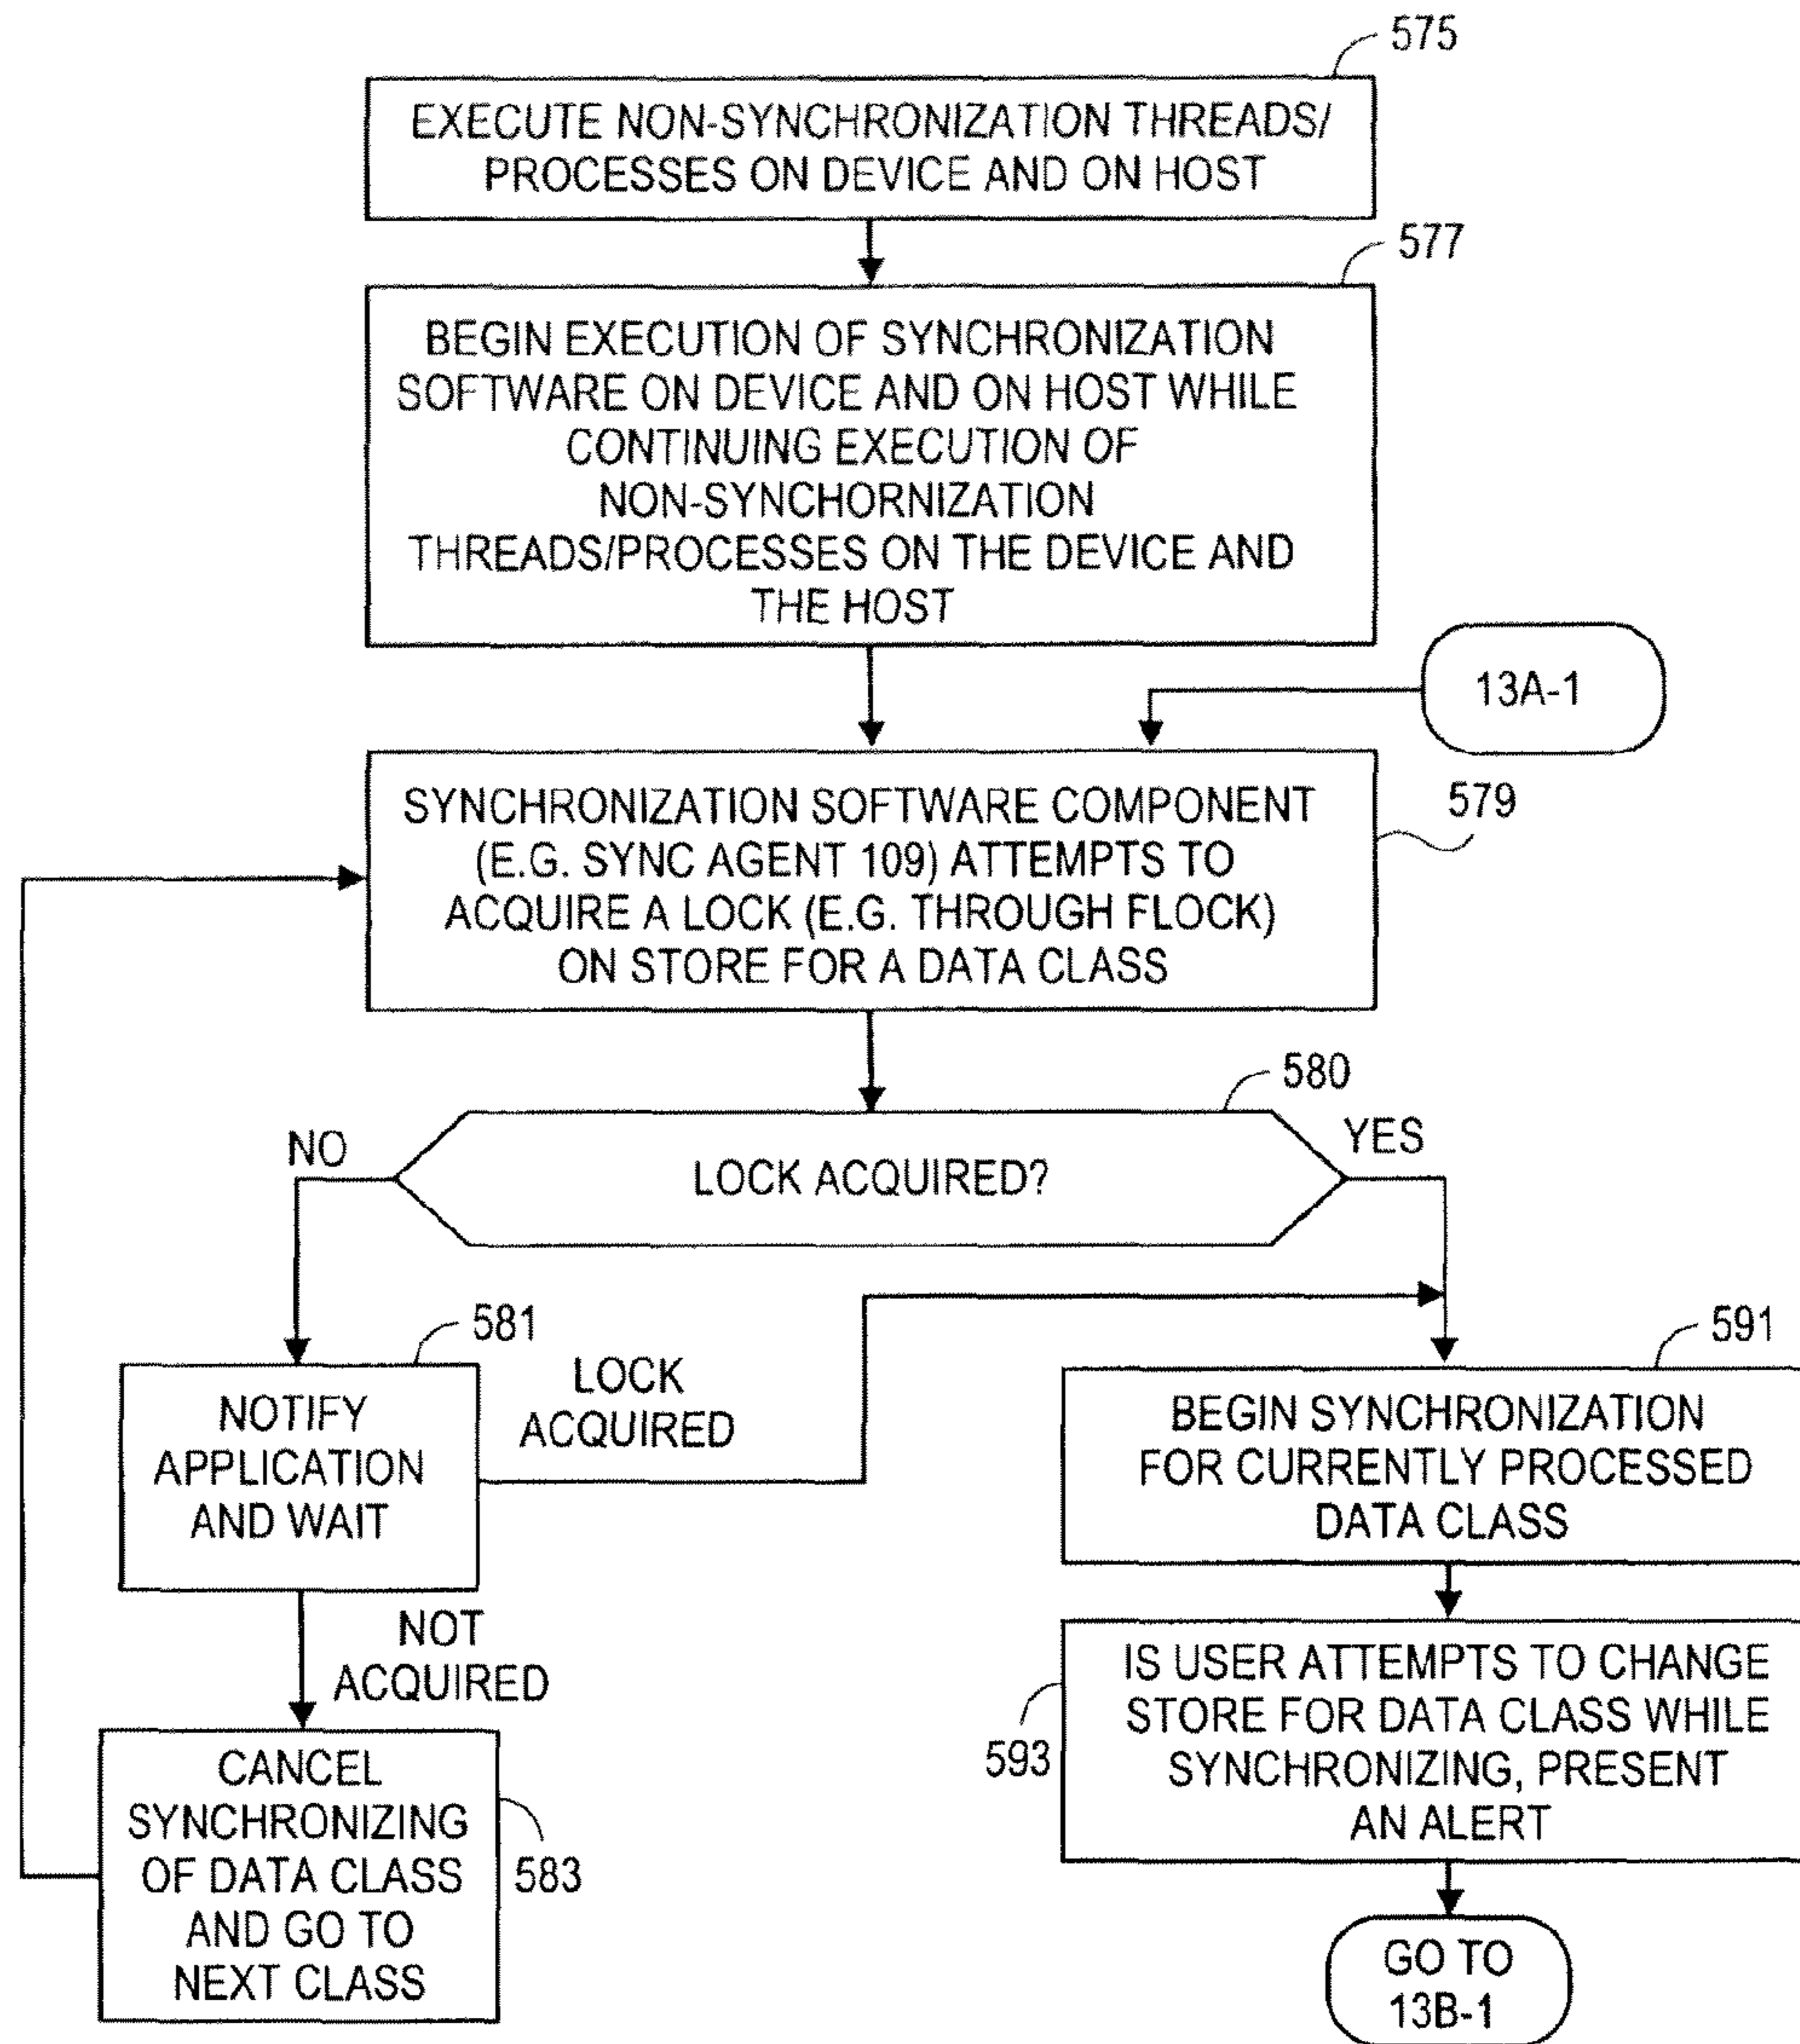 575
EXECUTE NON-SYNCHRONIZATION THREADS/
PROCESSES ON DEVICE AND ON HOST
577
BEGIN EXECUTION OF SYNCHRONIZATION
SOFTWARE ON DEVICE AND ON HOST WHILE
CONTINUING EXECUTION OF
NON-SYNCHORNIZATION
THREADS/PROCESSES ON THE DEVICE AND
THE HOST
13A-1
579
SYNCHRONIZATION SOFTWARE COMPONENT
(E.G. SYNC AGENT 109) ATTEMPTS TO
ACQUIRE A LOCK (E.G. THROUGH FLOCK)
ON STORE FOR A DATA CLASS
580
NO
LOCK ACQUIRED?
YES
581
NOTIFY
APPLICATION
AND WAIT
LOCK
ACQUIRED
591
BEGIN SYNCHRONIZATION
FOR CURRENTLY PROCESSED
DATA CLASS
NOT
ACQUIRED
583
CANCEL
SYNCHRONIZING
OF DATA CLASS
AND GO TO
NEXT CLASS
593
IS USER ATTEMPTS TO CHANGE
STORE FOR DATA CLASS WHILE
SYNCHRONIZING, PRESENT
AN ALERT
GO TO
13B-1